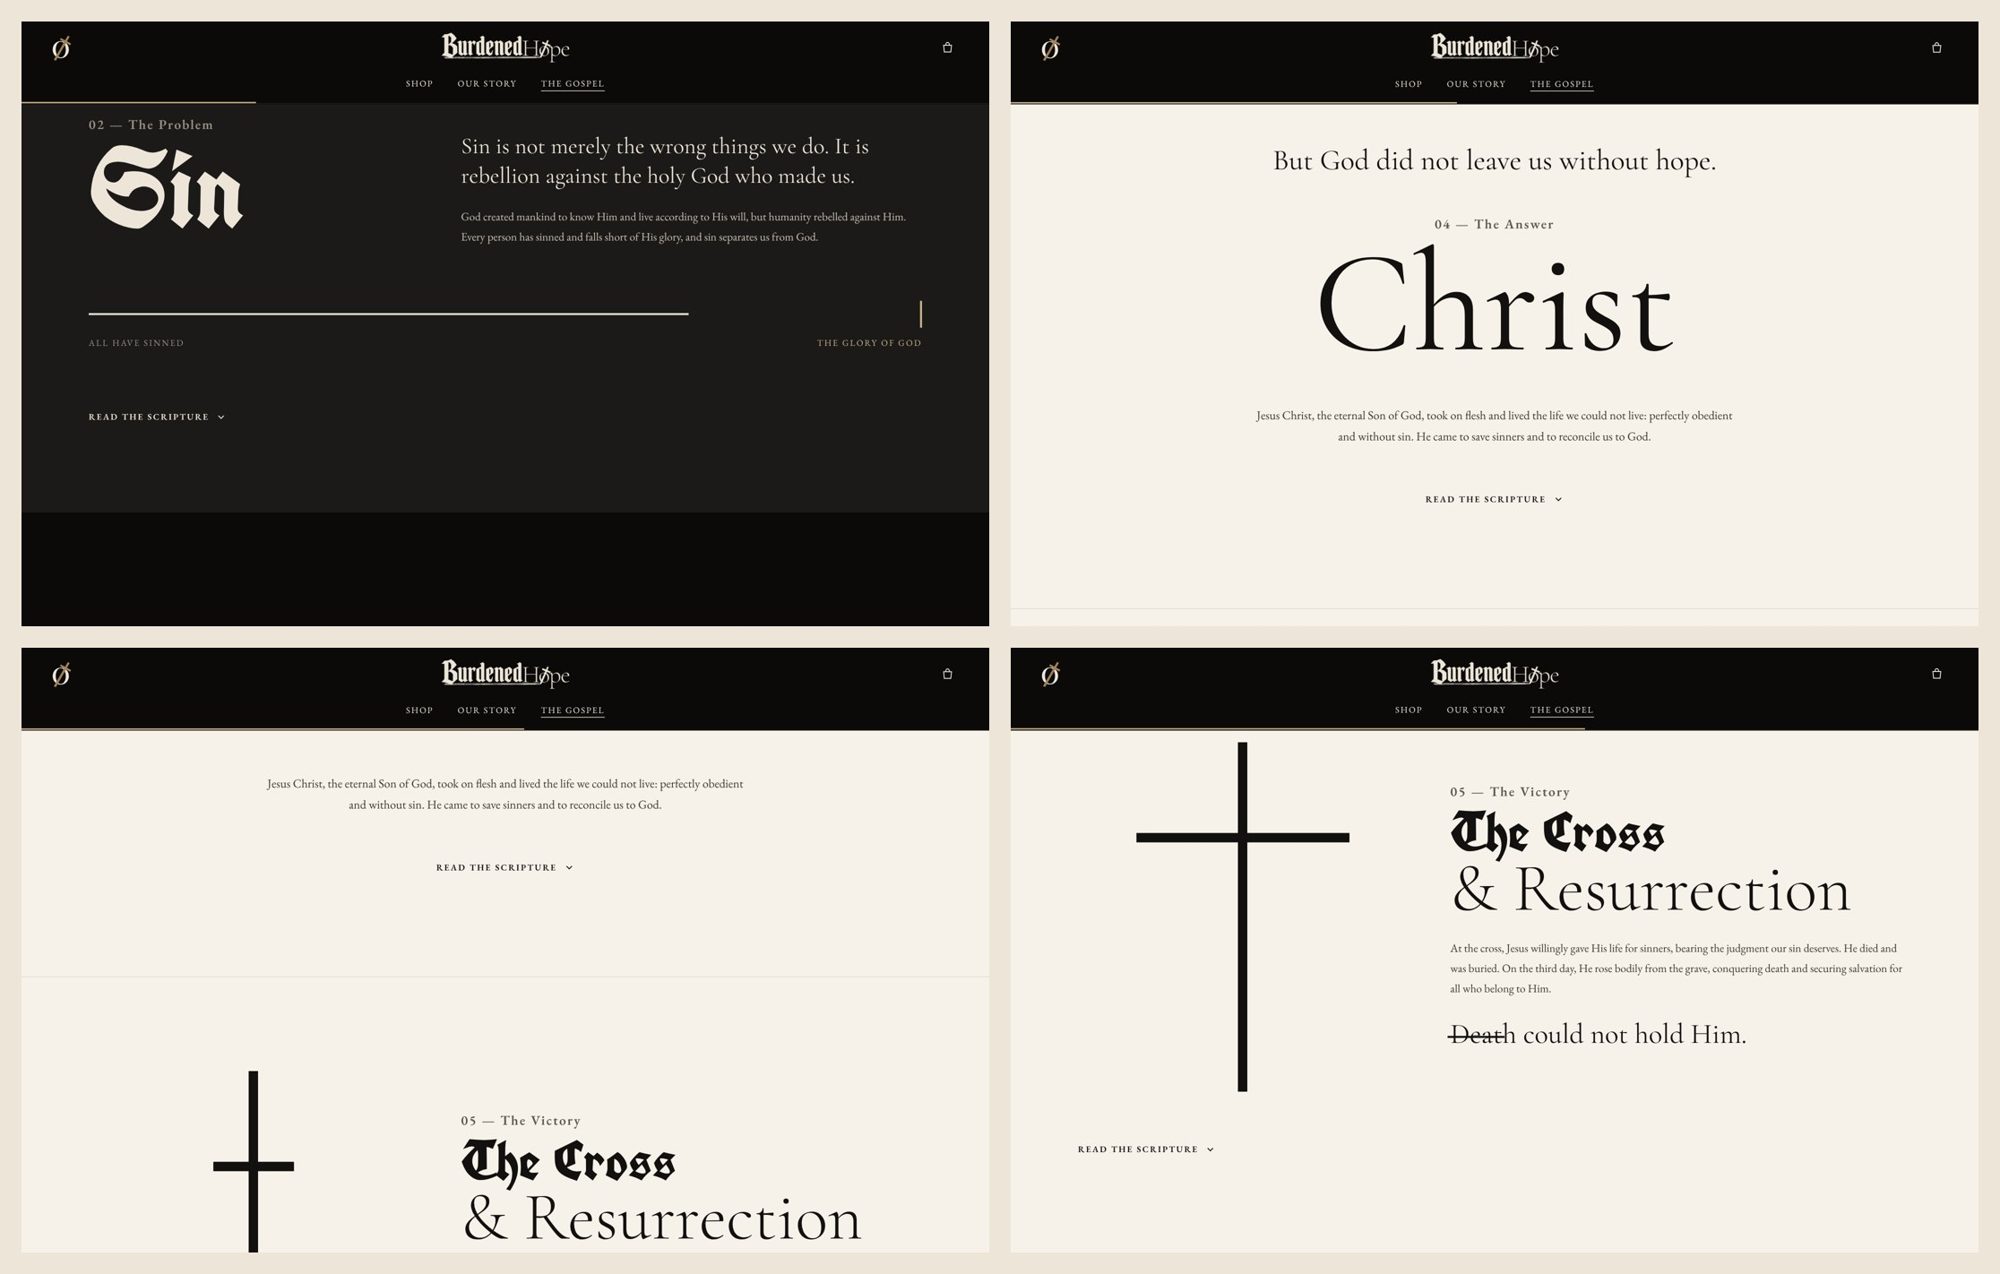 Burdened Hope
SHOP OUR STORY THE GOSPEL
02 — The Problem
Sin
Sin is not merely the wrong things we do. It is
rebellion against the holy God who made us.
God created mankind to know Him and live according to His will, but humanity rebelled against Him.
Every person has sinned and falls short of His glory, and sin separates us from God.
ALL HAVE SINNED
THE GLORY OF GOD
READ THE SCRIPTURE
Burdened Hope
SHOP OUR STORY THE GOSPEL
But God did not leave us without hope.
04 — The Answer
Christ
Jesus Christ, the eternal Son of God, took on flesh and lived the life we could not live: perfectly obedient
and without sin. He came to save sinners and to reconcile us to God.
READ THE SCRIPTURE
Burdened Hope
SHOP OUR STORY THE GOSPEL
Jesus Christ, the eternal Son of God, took on flesh and lived the life we could not live: perfectly obedient
and without sin. He came to save sinners and to reconcile us to God.
READ THE SCRIPTURE
05 — The Victory
The Cross
& Resurrection
Burdened Hope
SHOP OUR STORY THE GOSPEL
05 — The Victory
The Cross
& Resurrection
At the cross, Jesus willingly gave His life for sinners, bearing the judgment our sin deserves. He died and
was buried. On the third day, He rose bodily from the grave, conquering death and securing salvation for
all who belong to Him.
Death could not hold Him.
READ THE SCRIPTURE